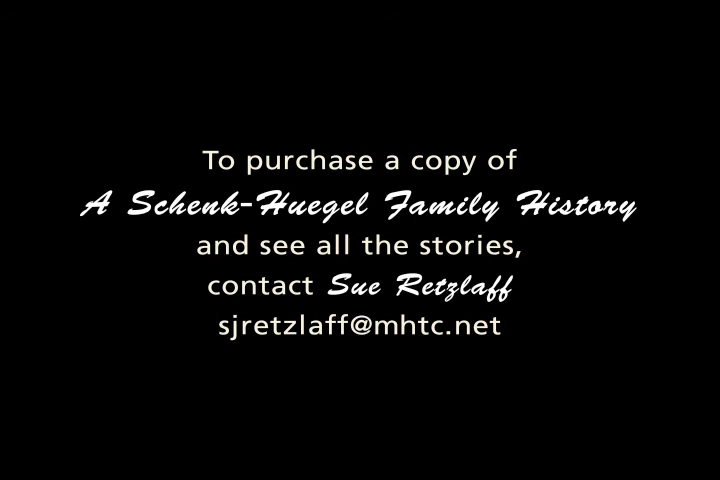 To purchase a copy of
A Schenk-Huegel Family History
and see all the stories,
contact Sue Retzlaff
sjretzlaff@mhtc.net